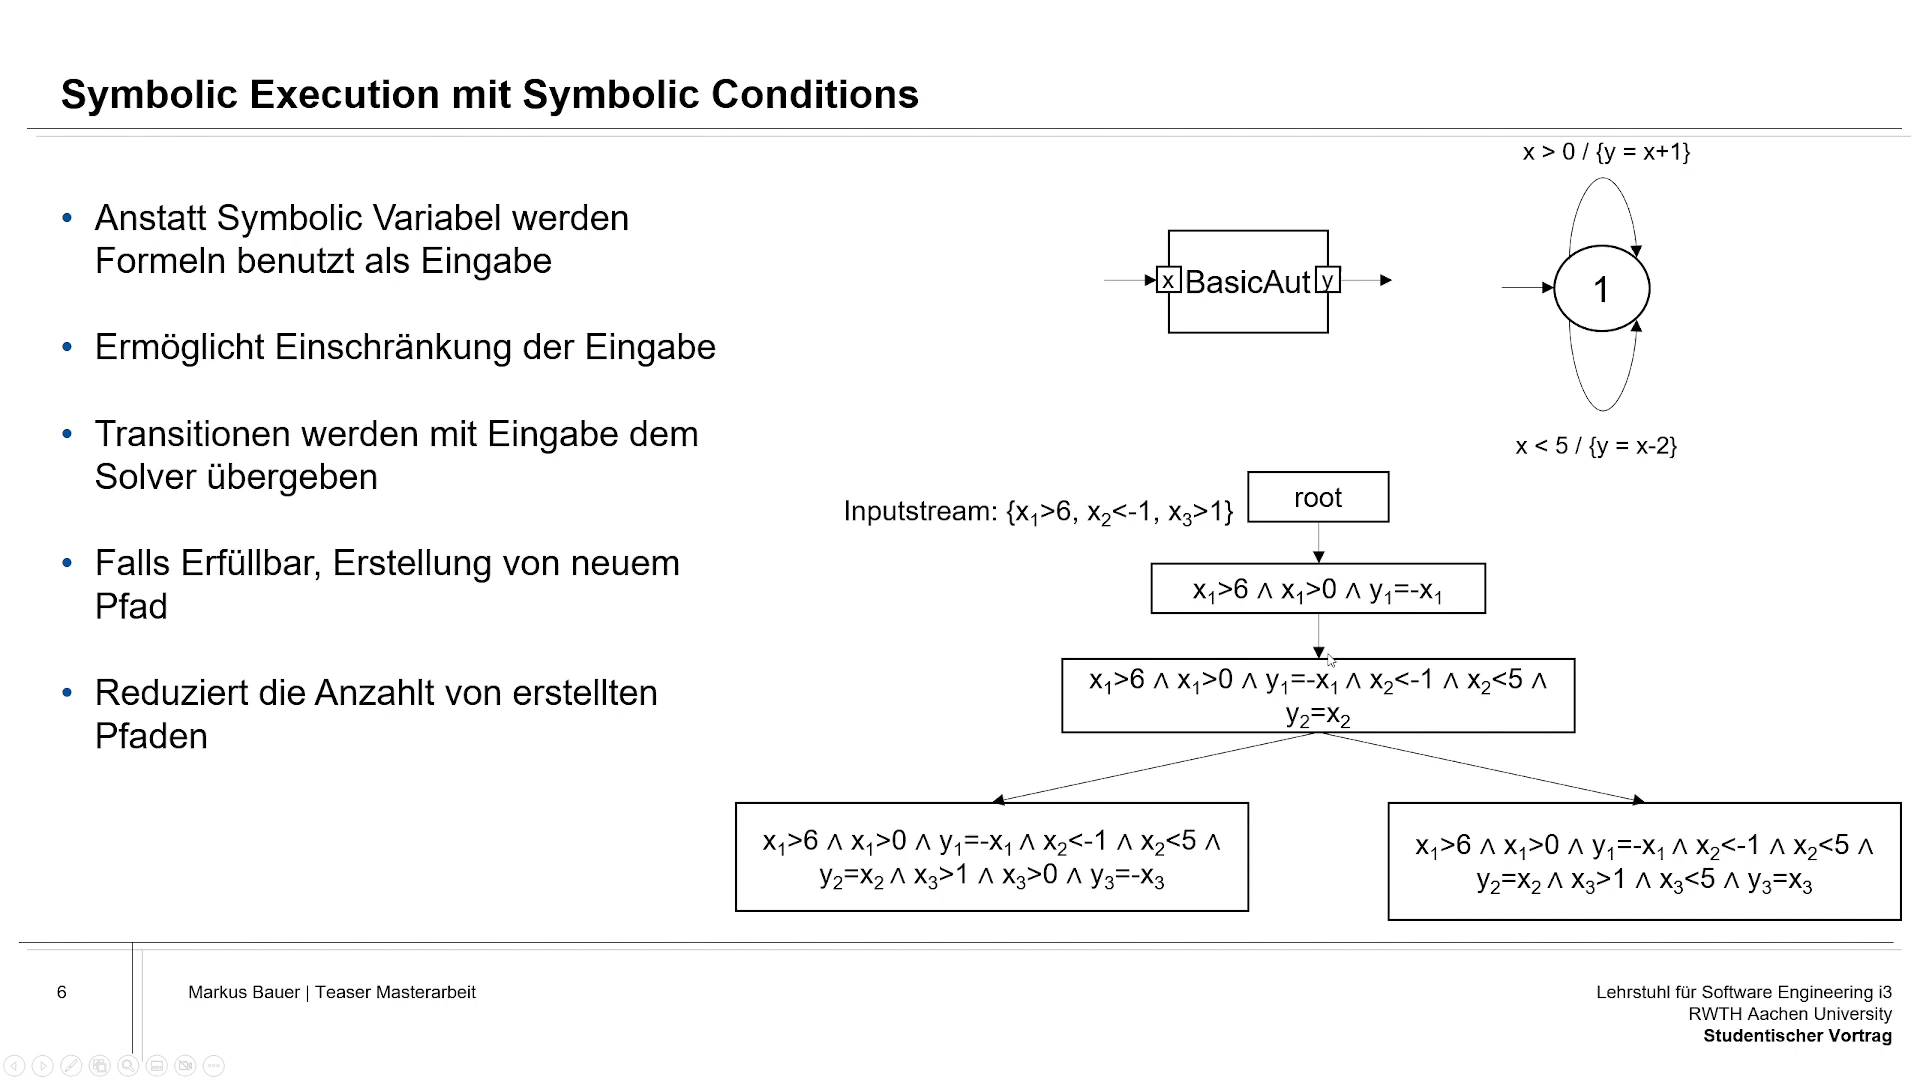 Symbolic Execution mit Symbolic Conditions
• Anstatt Symbolic Variabel werden
Formeln benutzt als Eingabe
• Ermöglicht Einschränkung der Eingabe
• Transitionen werden mit Eingabe dem
Solver übergeben
• Falls Erfüllbar, Erstellung von neuem
Pfad
• Reduziert die Anzahlt von erstellten
Pfaden
x BasicAut y
x > 0 / {y = x+1}
1
x < 5 / {y = x-2}
Inputstream: {x₁>6, x₂<-1, x₃>1}
root
x₁>6 ∧ x₁>0 ∧ y₁=-x₁
x₁>6 ∧ x₁>0 ∧ y₁=-x₁ ∧ x₂<-1 ∧ x₂<5 ∧
y₂=x₂
x₁>6 ∧ x₁>0 ∧ y₁=-x₁ ∧ x₂<-1 ∧ x₂<5 ∧
y₂=x₂ ∧ x₃>1 ∧ x₃>0 ∧ y₃=-x₃
x₁>6 ∧ x₁>0 ∧ y₁=-x₁ ∧ x₂<-1 ∧ x₂<5 ∧
y₂=x₂ ∧ x₃>1 ∧ x₃<5 ∧ y₃=x₃
6
Markus Bauer | Teaser Masterarbeit
Lehrstuhl für Software Engineering i3
RWTH Aachen University
Studentischer Vortrag